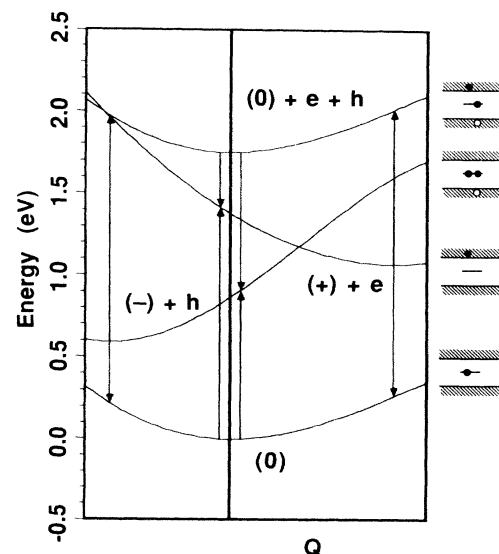 2.5
2.0
1.5
1.0
0.5
0.0
-0.5
Energy (eV)
(0) + e + h
(−) + h
(+) + e
(0)
Q